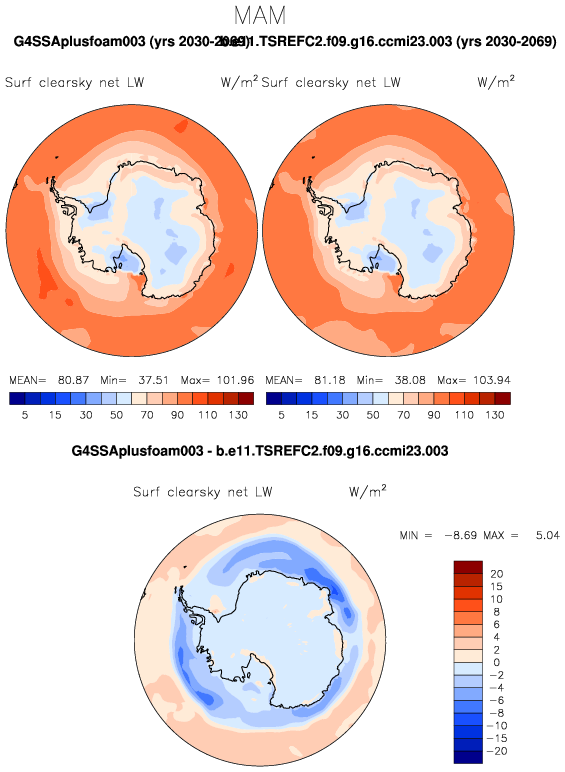 MAM
G4SSAplusfoam003 (yrs 2030-2069)
b.e11.TSREFC2.f09.g16.ccmi23.003 (yrs 2030-2069)
Surf clearsky net LW W/m²
Surf clearsky net LW W/m²
MEAN= 80.87 Min= 37.51 Max= 101.96
MEAN= 81.18 Min= 38.08 Max= 103.94
5 15 30 50 70 90 110 130
5 15 30 50 70 90 110 130
G4SSAplusfoam003 - b.e11.TSREFC2.f09.g16.ccmi23.003
Surf clearsky net LW W/m²
MIN = -8.69 MAX = 5.04
20
15
10
8
6
4
2
0
-2
-4
-6
-8
-10
-15
-20